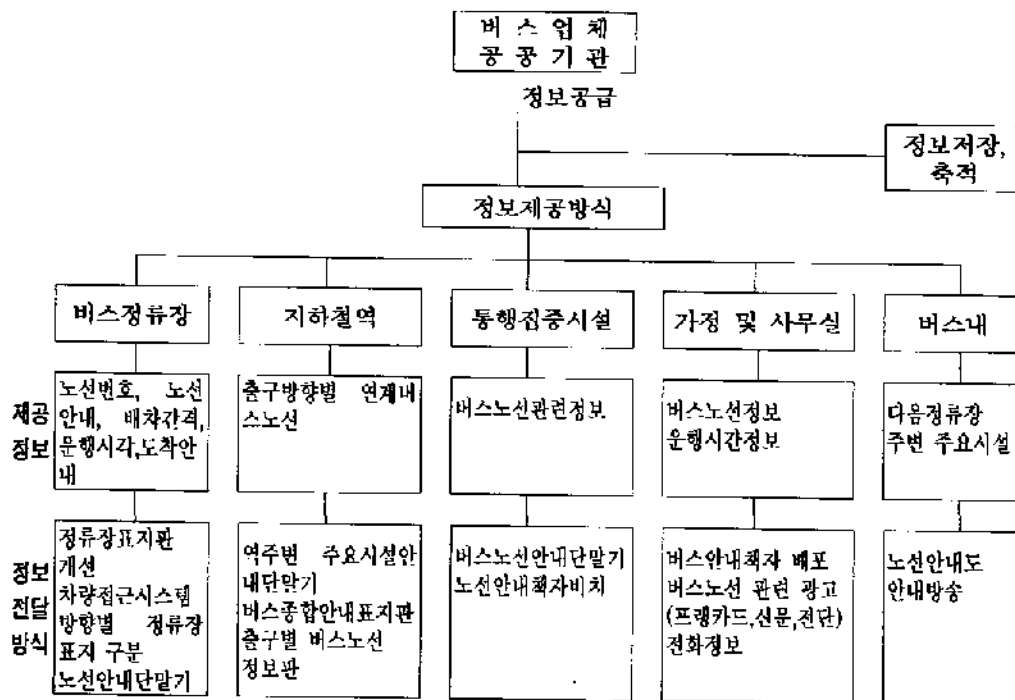 버스업체
공공기관
정보공급
정보저장,
축적
정보제공방식
버스정류장
지하철역
통행집중시설
가정 및 사무실
버스내
제공
정보
노선번호, 노선
안내, 배차간격,
운행시각,도착안
내
출구방향별 연계버
스노선
버스노선관련정보
버스노선정보
운행시간정보
다음정류장
주변 주요시설
정보
전달
방식
정류장표지판
개선
차량접근시스템
방향별 정류장
표지 구분
노선안내단말기
역주변 주요시설안
내단말기
버스종합안내표지판
출구별 버스노선
정보판
버스노선안내단말기
노선안내책자비치
버스안내책자 배포
버스노선 관련 광고
(프랭카드,신문,전단)
전화정보
노선안내도
안내방송